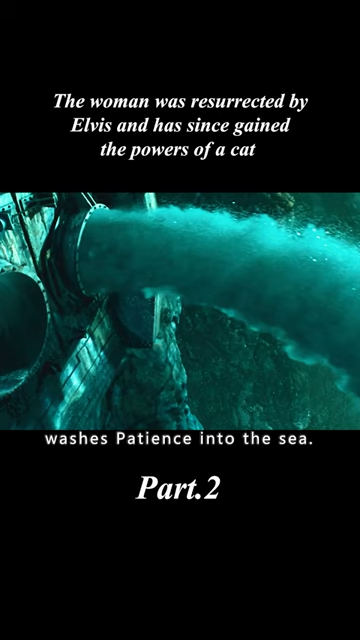 The woman was resurrected by
Elvis and has since gained
the powers of a cat
washes Patience into the sea.
Part.2